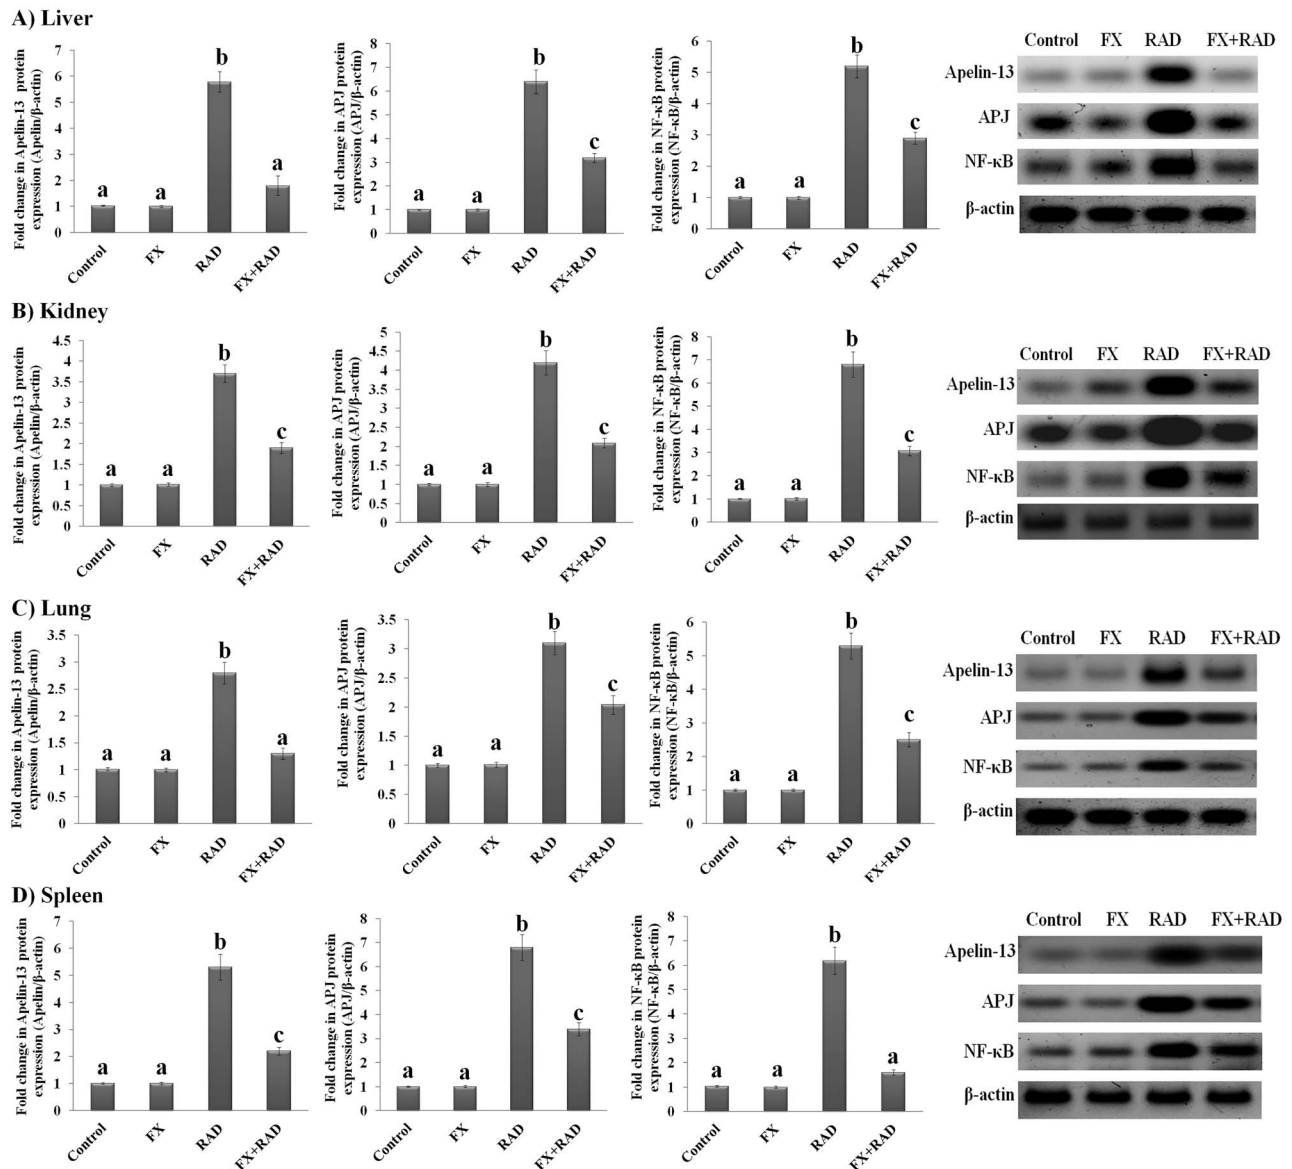 A) Liver
Fold change in Apelin-13 protein
expression (Apelin/β-actin)
7
6
5
4
3
2
1
0
a
a
b
a
Control
FX
RAD
FX+RAD
Fold change in APJ protein
expression (APJ/β-actin)
8
7
6
5
4
3
2
1
0
a
a
b
c
Control
FX
RAD
FX+RAD
Fold change in NF-κB protein
expression (NF-κB/β-actin)
6
5
4
3
2
1
0
a
a
b
c
Control
FX
RAD
FX+RAD
Control FX RAD FX+RAD
Apelin-13
APJ
NF-κB
β-actin
B) Kidney
Fold change in Apelin-13 protein
expression (Apelin/β-actin)
4.5
4
3.5
3
2.5
2
1.5
1
0.5
0
a
a
b
c
Control
FX
RAD
FX+RAD
Fold change in APJ protein
expression (APJ/β-actin)
5
4.5
4
3.5
3
2.5
2
1.5
1
0.5
0
a
a
b
c
Control
FX
RAD
FX+RAD
Fold change in NF-κB protein
expression (NF-κB/β-actin)
8
7
6
5
4
3
2
1
0
a
a
b
c
Control
FX
RAD
FX+RAD
Control FX RAD FX+RAD
Apelin-13
APJ
NF-κB
β-actin
C) Lung
Fold change in Apelin-13 protein
expression (Apelin/β-actin)
3.5
3
2.5
2
1.5
1
0.5
0
a
a
b
a
Control
FX
RAD
FX+RAD
Fold change in APJ protein
expression (APJ/β-actin)
3.5
3
2.5
2
1.5
1
0.5
0
a
a
b
c
Control
FX
RAD
FX+RAD
Fold change in NF-κB protein
expression (NF-κB/β-actin)
6
5
4
3
2
1
0
a
a
b
c
Control
FX
RAD
FX+RAD
Control FX RAD FX+RAD
Apelin-13
APJ
NF-κB
β-actin
D) Spleen
Fold change in Apelin-13 protein
expression (Apelin/β-actin)
7
6
5
4
3
2
1
0
a
a
b
c
Control
FX
RAD
FX+RAD
Fold change in APJ protein
expression (APJ/β-actin)
8
7
6
5
4
3
2
1
0
a
a
b
c
Control
FX
RAD
FX+RAD
Fold change in NF-κB protein
expression (NF-κB/β-actin)
8
7
6
5
4
3
2
1
0
a
a
b
a
Control
FX
RAD
FX+RAD
Control FX RAD FX+RAD
Apelin-13
APJ
NF-κB
β-actin